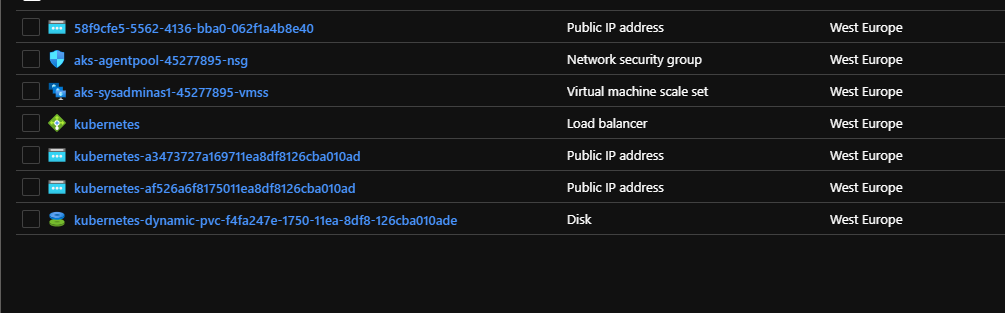 58f9cfe5-5562-4136-bba0-062f1a4b8e40 Public IP address West Europe
aks-agentpool-45277895-nsg Network security group West Europe
aks-sysadminas1-45277895-vmss Virtual machine scale set West Europe
kubernetes Load balancer West Europe
kubernetes-a3473727a169711ea8df8126cba010ad Public IP address West Europe
kubernetes-af526a6f8175011ea8df8126cba010ad Public IP address West Europe
kubernetes-dynamic-pvc-f4fa247e-1750-11ea-8df8-126cba010ade Disk West Europe